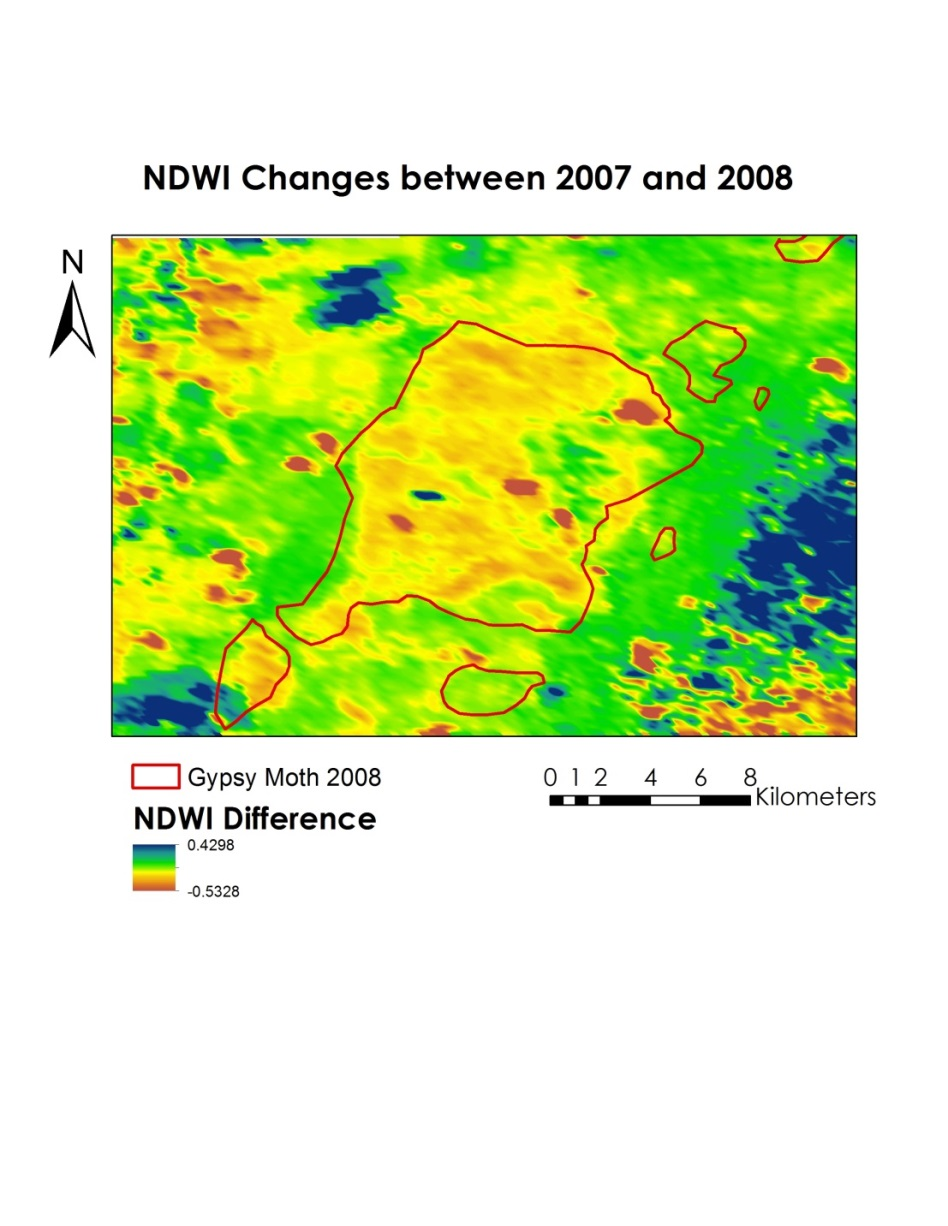 NDWI Changes between 2007 and 2008
N
Gypsy Moth 2008
NDWI Difference
0.4298
-0.5328
0 1 2 4 6 8
Kilometers